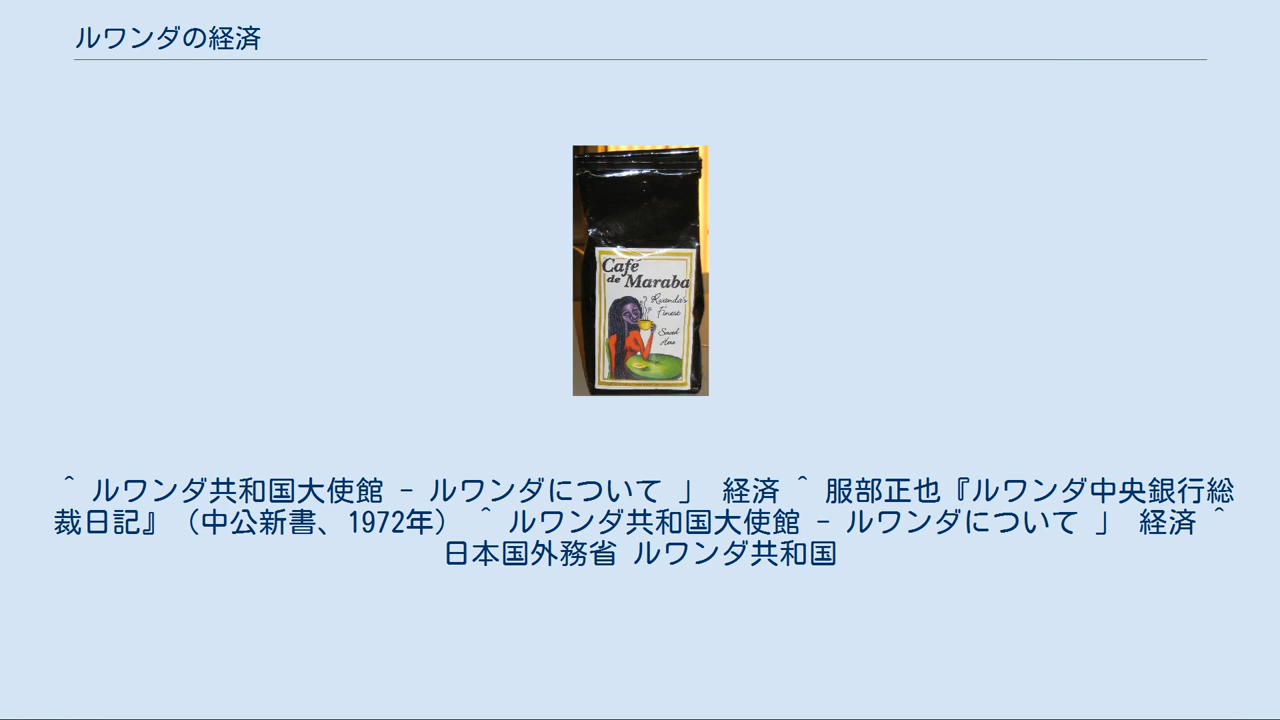 ルワンダの経済
Café
de Maraba
Rwanda's
Finest
Served
Here
^ ルワンダ共和国大使館 - ルワンダについて 」 経済 ^ 服部正也『ルワンダ中央銀行総
裁日記』（中公新書、1972年） ^ ルワンダ共和国大使館 - ルワンダについて 」 経済 ^
日本国外務省 ルワンダ共和国